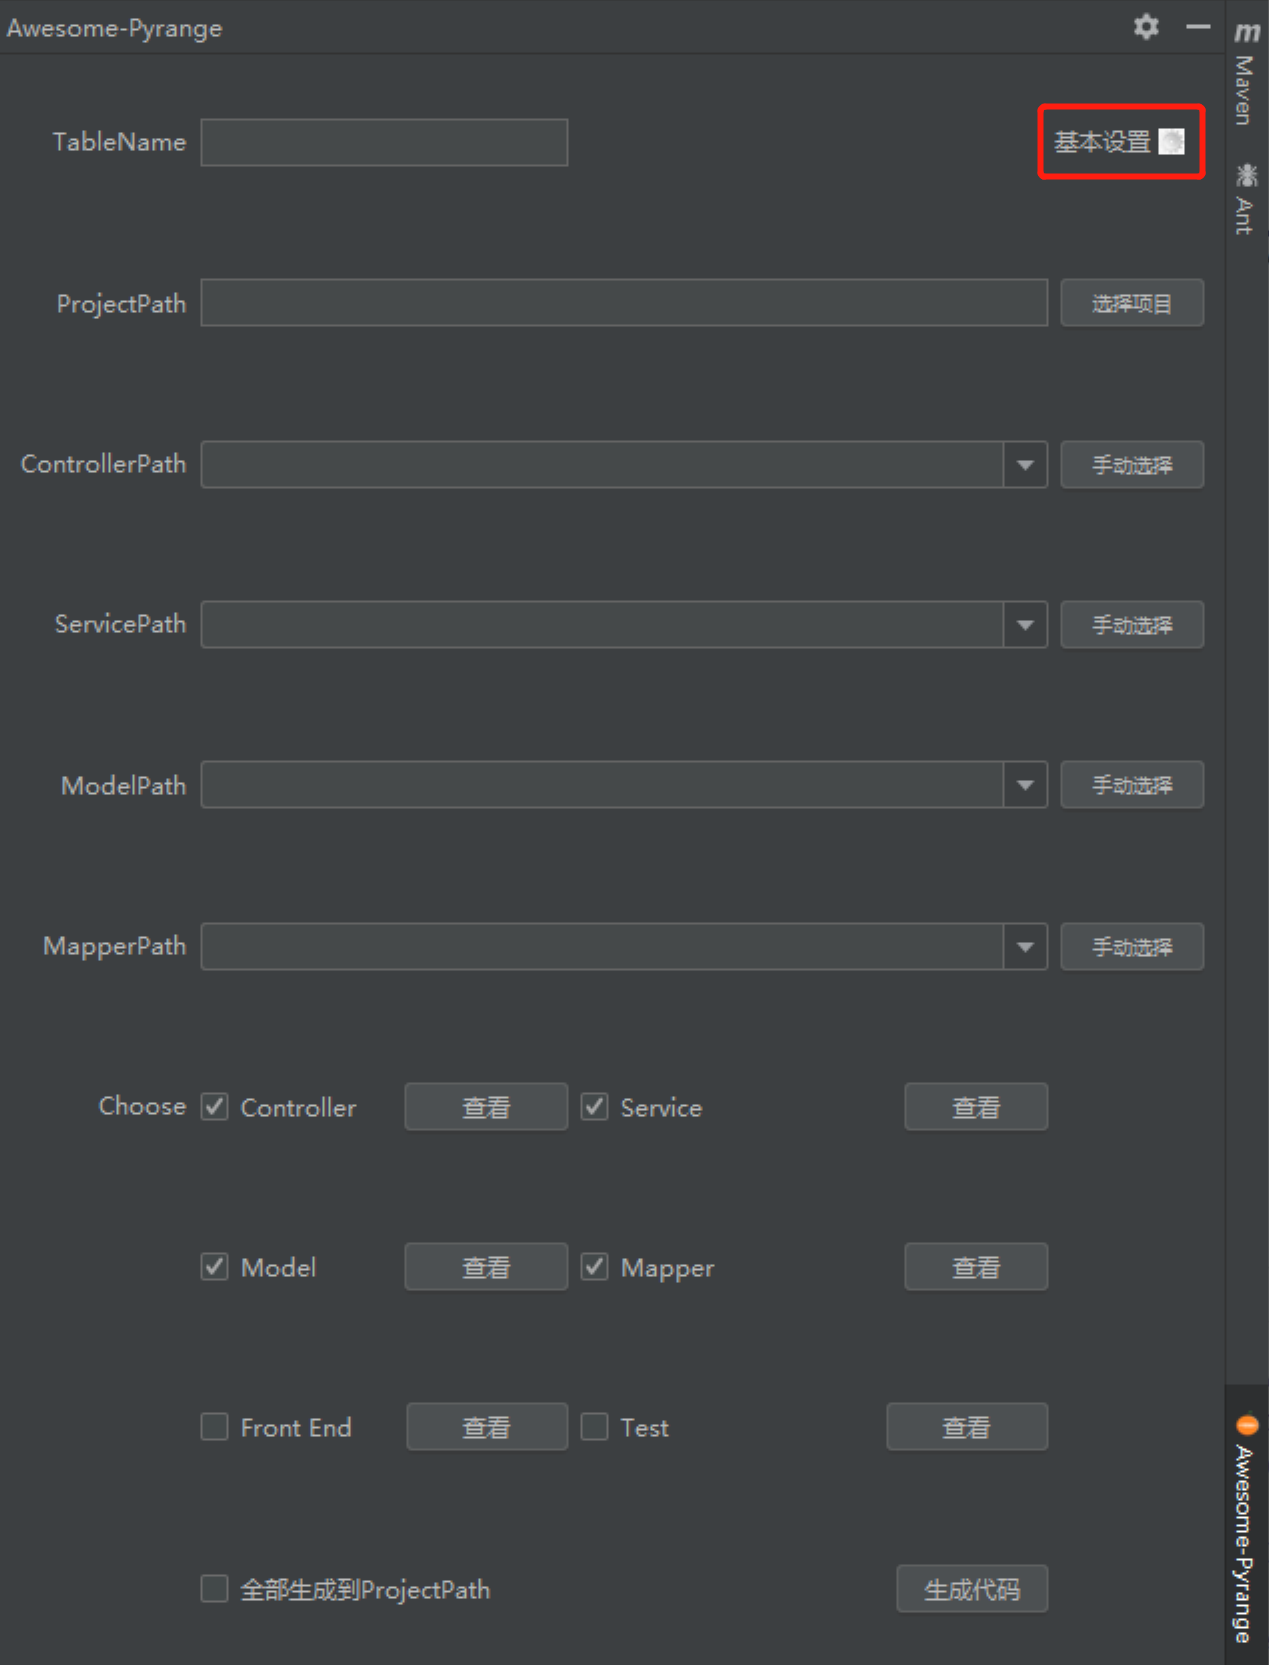 Awesome-Pyrange
m Maven
Ant
TableName
基本设置
ProjectPath
选择项目
ControllerPath
手动选择
ServicePath
手动选择
ModelPath
手动选择
MapperPath
手动选择
Choose
Controller
查看
Service
查看
Model
查看
Mapper
查看
Front End
查看
Test
查看
全部生成到ProjectPath
生成代码
Awesome-Pyrange